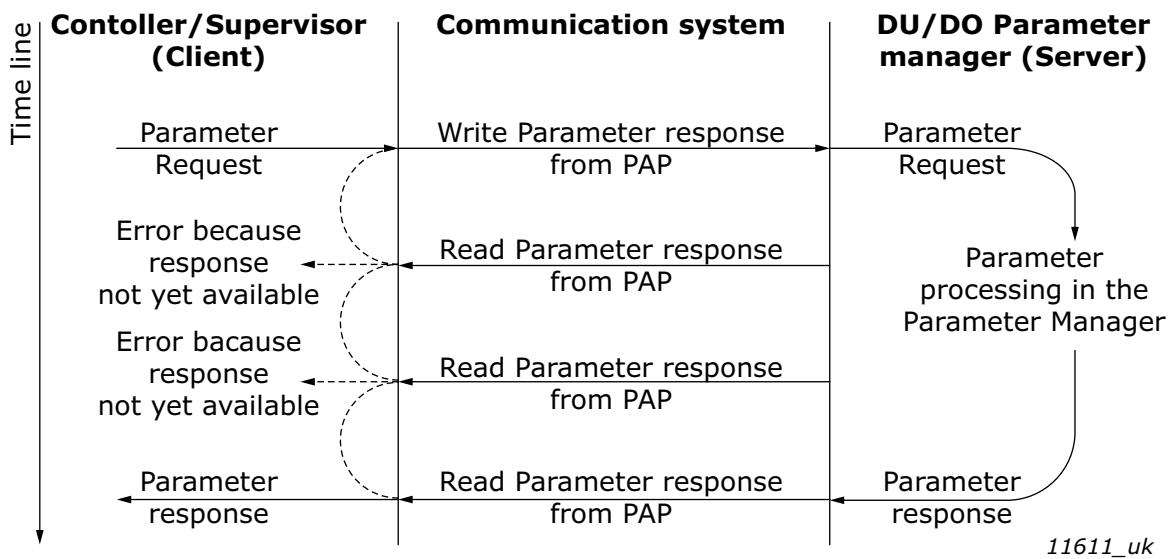 Contoller/Supervisor
(Client)
Communication system
DU/DO Parameter
manager (Server)
Time line
Parameter
Request
Write Parameter response
from PAP
Parameter
Request
Error because
response
not yet available
Read Parameter response
from PAP
Parameter
processing in the
Parameter Manager
Error bacause
response
not yet available
Read Parameter response
from PAP
Parameter
response
Read Parameter response
from PAP
Parameter
response
11611_uk